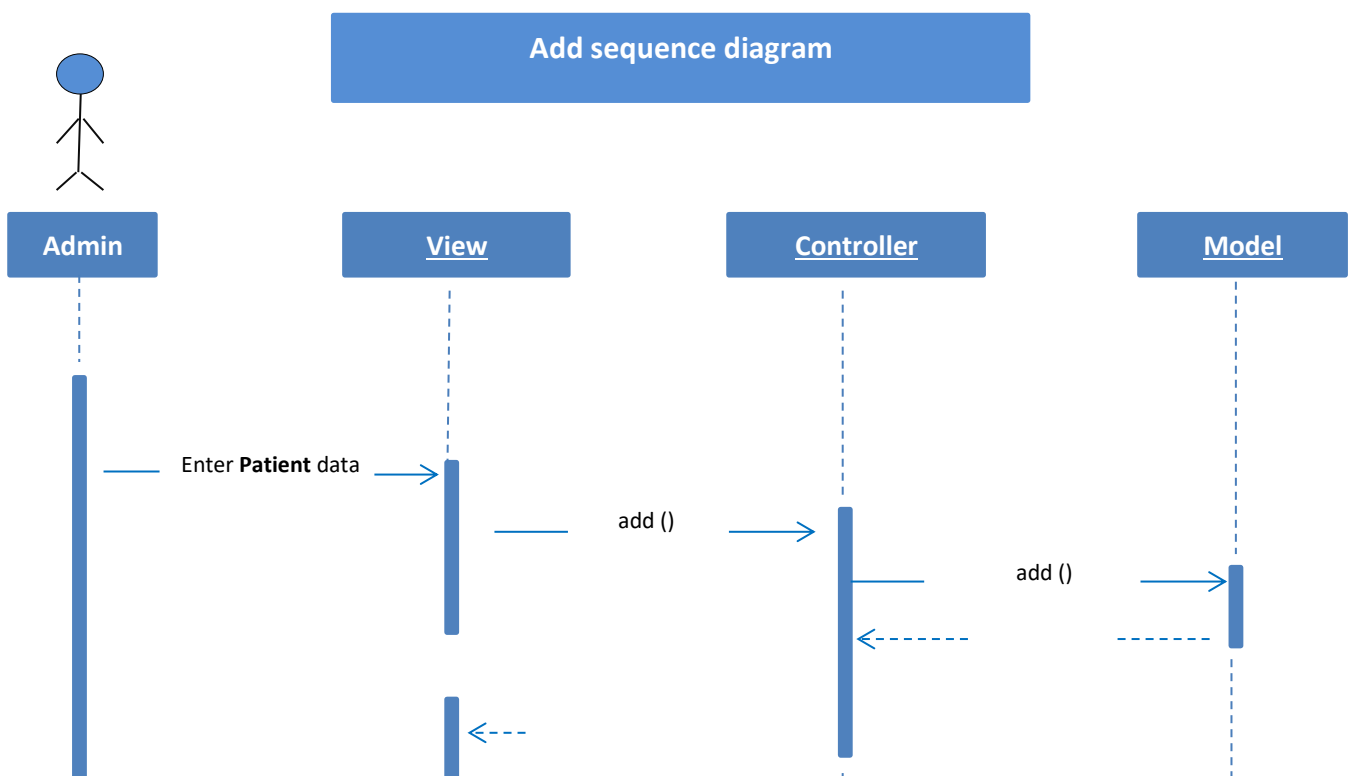 Add sequence diagram
Admin
View
Controller
Model
Enter Patient data
add ()
add ()